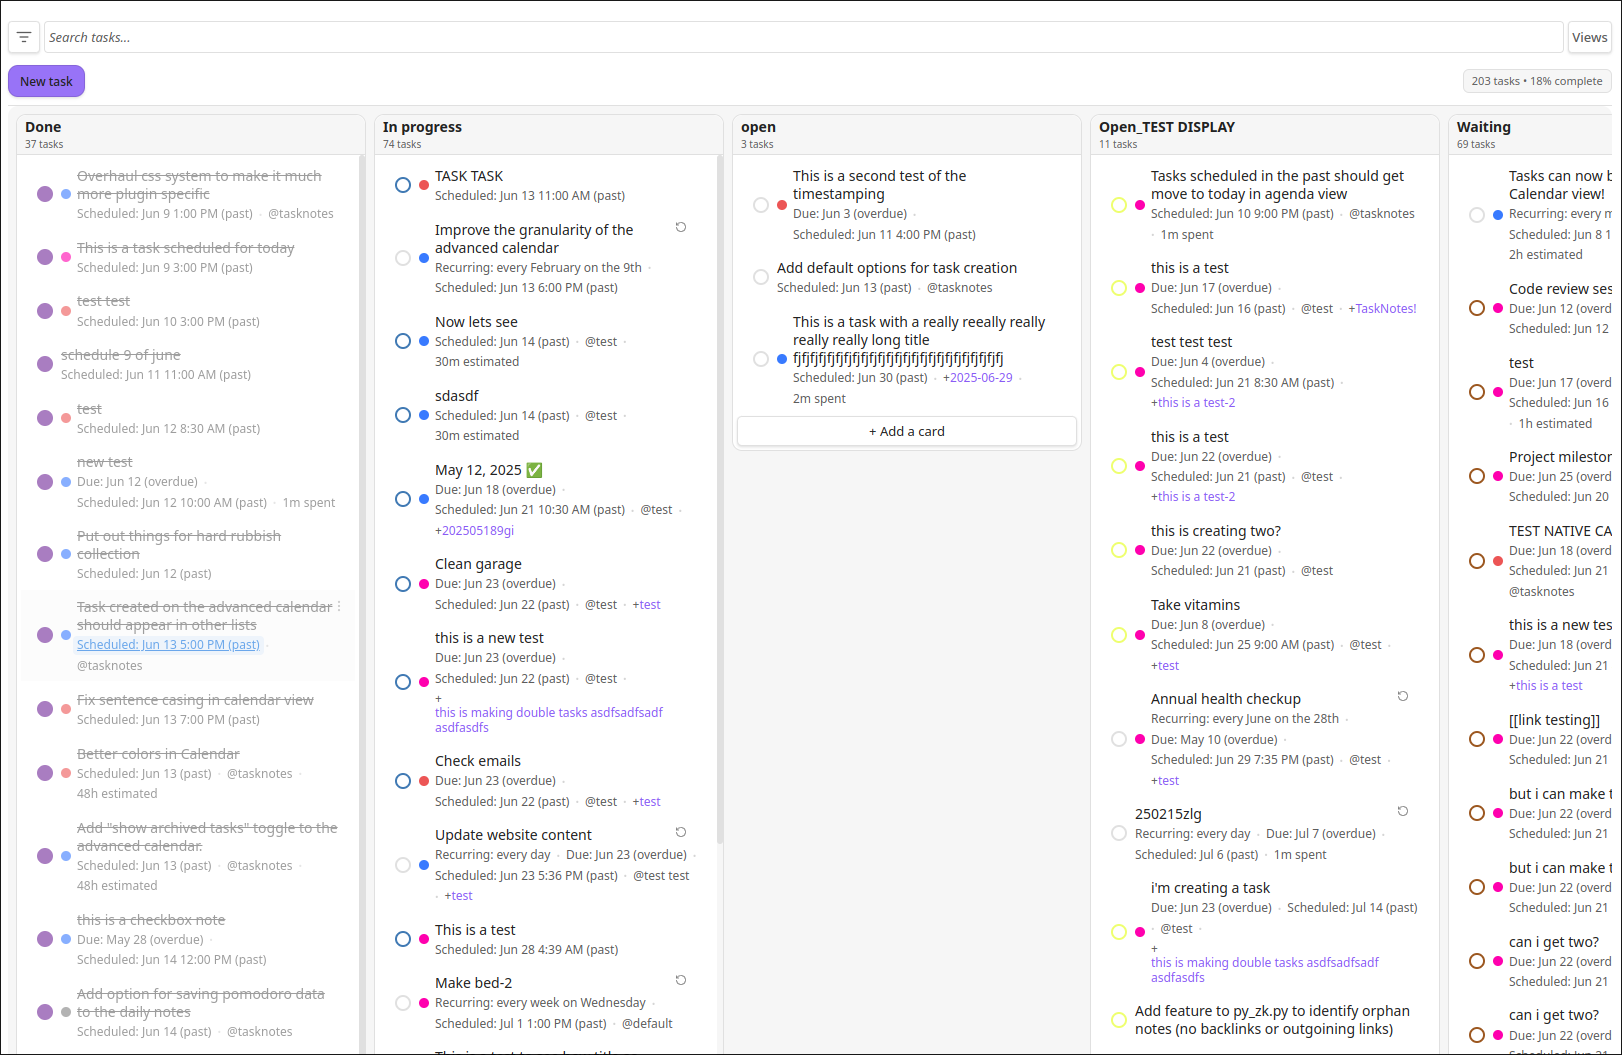 Search tasks...
Views
New task
203 tasks • 18% complete
Done
37 tasks
Overhaul css system to make it much
more plugin specific
Scheduled: Jun 9 1:00 PM (past) · @tasknotes
This is a task scheduled for today
Scheduled: Jun 9 3:00 PM (past)
test test
Scheduled: Jun 10 3:00 PM (past)
schedule 9 of june
Scheduled: Jun 11 11:00 AM (past)
test
Scheduled: Jun 12 8:30 AM (past)
new test
Due: Jun 12 (overdue) ·
Scheduled: Jun 12 10:00 AM (past) · 1m spent
Put out things for hard rubbish
collection
Scheduled: Jun 12 (past)
Task created on the advanced calendar
should appear in other lists
Scheduled: Jun 13 5:00 PM (past) ·
@tasknotes
Fix sentence casing in calendar view
Scheduled: Jun 13 7:00 PM (past)
Better colors in Calendar
Scheduled: Jun 13 (past) · @tasknotes ·
48h estimated
Add "show archived tasks" toggle to the
advanced calendar.
Scheduled: Jun 13 (past) · @tasknotes ·
48h estimated
this is a checkbox note
Due: May 28 (overdue) ·
Scheduled: Jun 14 12:00 PM (past)
Add option for saving pomodoro data
to the daily notes
Scheduled: Jun 14 (past) · @tasknotes
In progress
74 tasks
TASK TASK
Scheduled: Jun 13 11:00 AM (past)
Improve the granularity of the
advanced calendar
Recurring: every February on the 9th ·
Scheduled: Jun 13 6:00 PM (past)
Now lets see
Scheduled: Jun 14 (past) · @test ·
30m estimated
sdasdf
Scheduled: Jun 14 (past) · @test ·
30m estimated
May 12, 2025 ✅
Due: Jun 18 (overdue) ·
Scheduled: Jun 21 10:30 AM (past) · @test ·
+202505189gi
Clean garage
Due: Jun 23 (overdue) ·
Scheduled: Jun 22 (past) · @test · +test
this is a new test
Due: Jun 23 (overdue) ·
Scheduled: Jun 22 (past) · @test ·
+
this is making double tasks asdfsadfsadf
asdfasdfs
Check emails
Due: Jun 23 (overdue) ·
Scheduled: Jun 22 (past) · @test · +test
Update website content
Recurring: every day · Due: Jun 23 (overdue) ·
Scheduled: Jun 23 5:36 PM (past) · @test test
· +test
This is a test
Scheduled: Jun 28 4:39 AM (past)
Make bed-2
Recurring: every week on Wednesday ·
Scheduled: Jul 1 1:00 PM (past) · @default
open
3 tasks
This is a second test of the
timestamping
Due: Jun 3 (overdue) ·
Scheduled: Jun 11 4:00 PM (past)
Add default options for task creation
Scheduled: Jun 13 (past) · @tasknotes
This is a task with a really reeally really
really really long title
fjfjfjfjfjfjfjfjfjfjfjfjfjfjfjfjfjfjfjfjfjfjfjfjfj
Scheduled: Jun 30 (past) · +2025-06-29 ·
2m spent
+ Add a card
Open_TEST DISPLAY
11 tasks
Tasks scheduled in the past should get
move to today in agenda view
Scheduled: Jun 10 9:00 PM (past) · @tasknotes
· 1m spent
this is a test
Due: Jun 17 (overdue) ·
Scheduled: Jun 16 (past) · @test · +TaskNotes!
test test test
Due: Jun 4 (overdue) ·
Scheduled: Jun 21 8:30 AM (past) ·
+this is a test-2
this is a test
Due: Jun 22 (overdue) ·
Scheduled: Jun 21 (past) · @test ·
+this is a test-2
this is creating two?
Due: Jun 22 (overdue) ·
Scheduled: Jun 21 (past) · @test
Take vitamins
Due: Jun 8 (overdue) ·
Scheduled: Jun 25 9:00 AM (past) · @test ·
+test
Annual health checkup
Recurring: every June on the 28th ·
Due: May 10 (overdue) ·
Scheduled: Jun 29 7:35 PM (past) · @test ·
+test
250215zlg
Recurring: every day · Due: Jul 7 (overdue) ·
Scheduled: Jul 6 (past) · 1m spent
i'm creating a task
Due: Jun 23 (overdue) · Scheduled: Jul 14 (past)
· @test ·
+
this is making double tasks asdfsadfsadf
asdfasdfs
Add feature to py_zk.py to identify orphan
notes (no backlinks or outgoing links)
Waiting
69 tasks
Tasks can now b
Calendar view!
Recurring: every m
Scheduled: Jun 8 1
2h estimated
Code review ses
Due: Jun 12 (overd
Scheduled: Jun 12
test
Due: Jun 17 (overd
Scheduled: Jun 16
· 1h estimated
Project mileston
Due: Jun 25 (overd
Scheduled: Jun 20
TEST NATIVE CA
Due: Jun 18 (overd
Scheduled: Jun 21
@tasknotes
this is a new tes
Due: Jun 18 (overd
Scheduled: Jun 21
+this is a test
[[link testing]]
Due: Jun 22 (overd
Scheduled: Jun 21
but i can make t
Due: Jun 22 (overd
Scheduled: Jun 21
but i can make t
Due: Jun 22 (overd
Scheduled: Jun 21
can i get two?
Due: Jun 22 (overd
Scheduled: Jun 21
can i get two?
Due: Jun 22 (overd